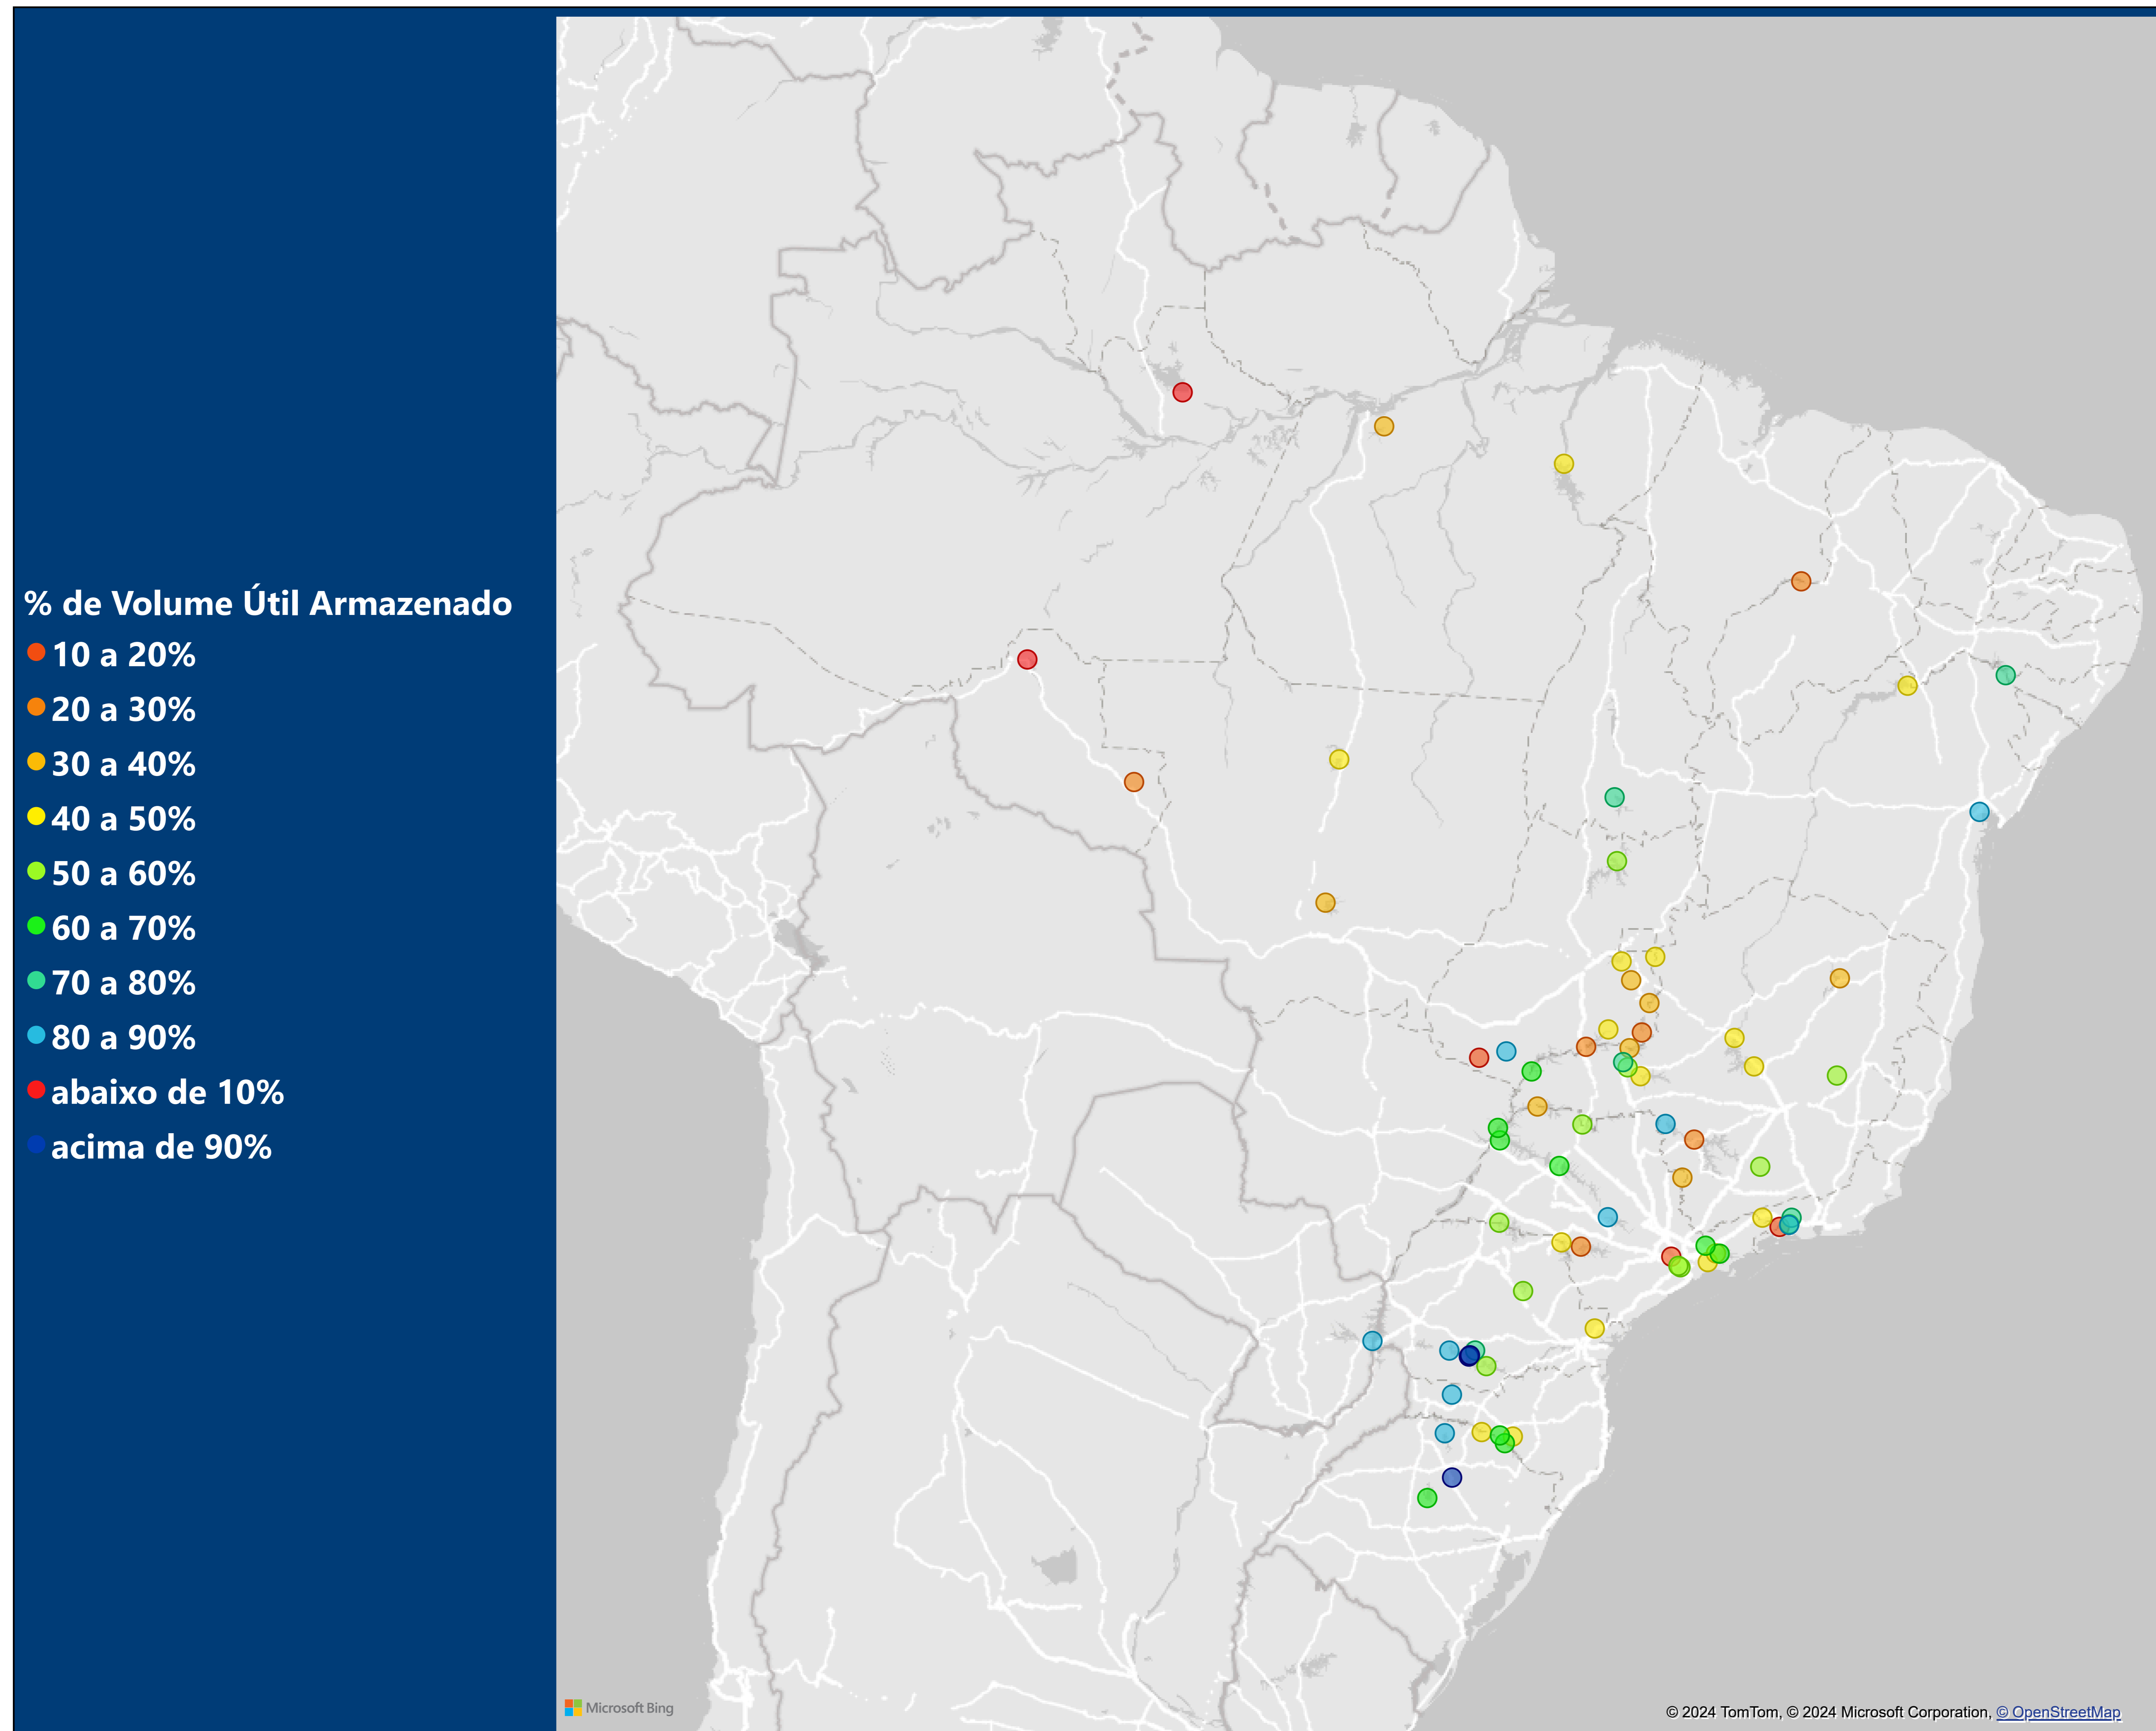 % de Volume Útil Armazenado
10 a 20%
20 a 30%
30 a 40%
40 a 50%
50 a 60%
60 a 70%
70 a 80%
80 a 90%
abaixo de 10%
acima de 90%
Microsoft Bing
© 2024 TomTom, © 2024 Microsoft Corporation, © OpenStreetMap